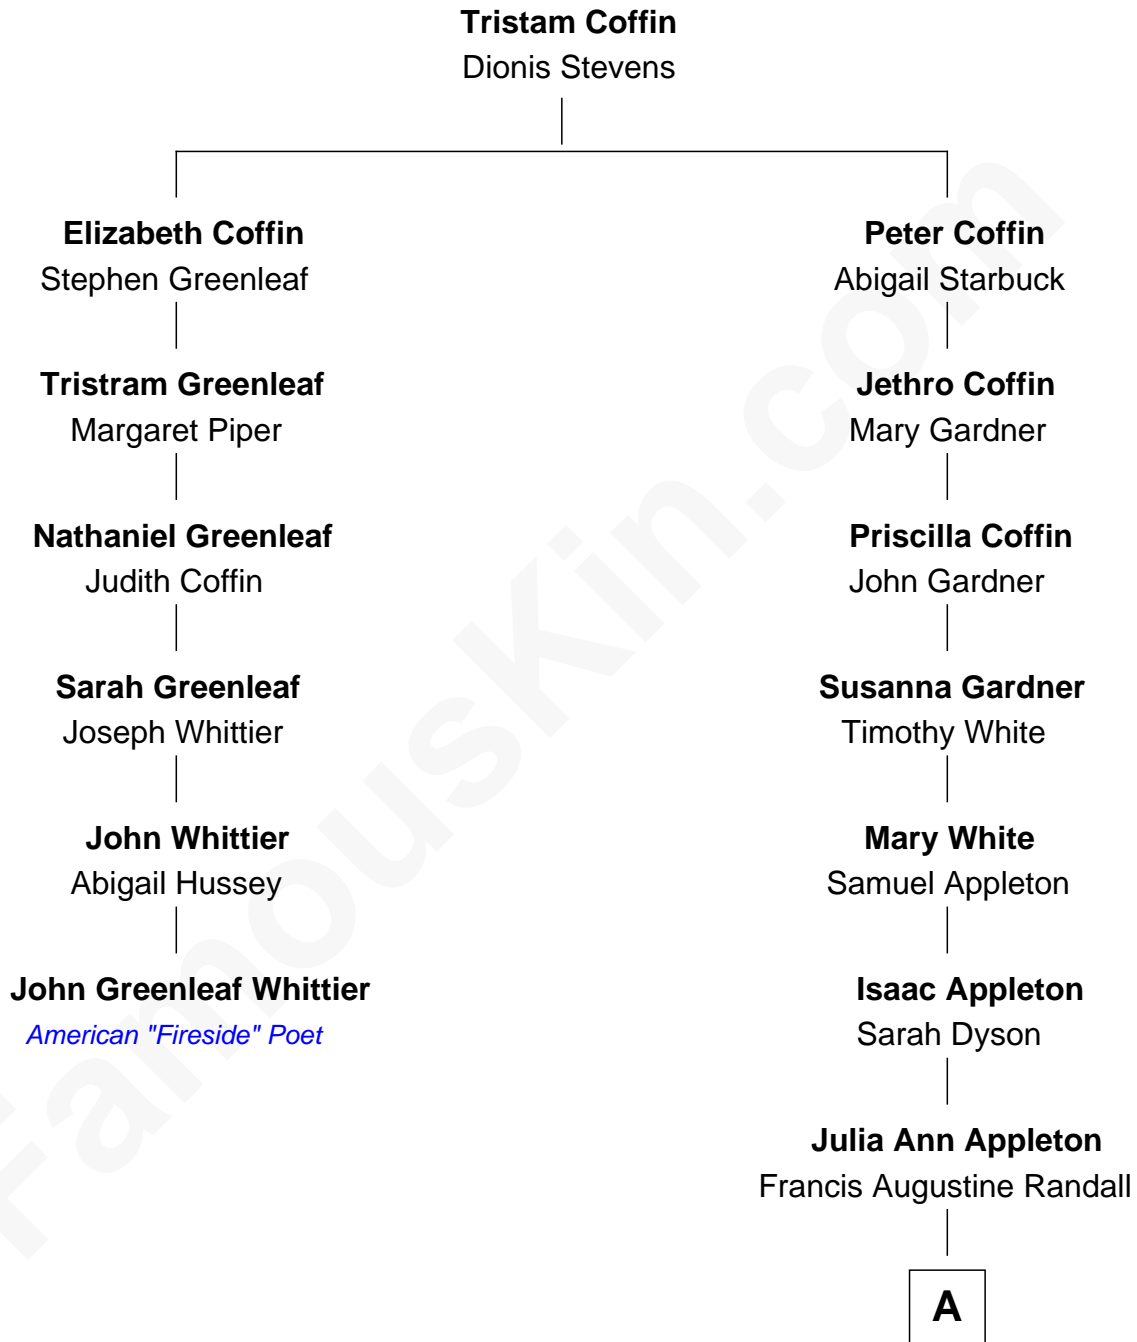 Tristam Coffin
Dionis Stevens
Elizabeth Coffin
Stephen Greenleaf
Peter Coffin
Abigail Starbuck
Tristram Greenleaf
Margaret Piper
Jethro Coffin
Mary Gardner
Nathaniel Greenleaf
Judith Coffin
Priscilla Coffin
John Gardner
Sarah Greenleaf
Joseph Whittier
Susanna Gardner
Timothy White
John Whittier
Abigail Hussey
Mary White
Samuel Appleton
John Greenleaf Whittier
American "Fireside" Poet
Isaac Appleton
Sarah Dyson
Julia Ann Appleton
Francis Augustine Randall
A
FamousKin.com